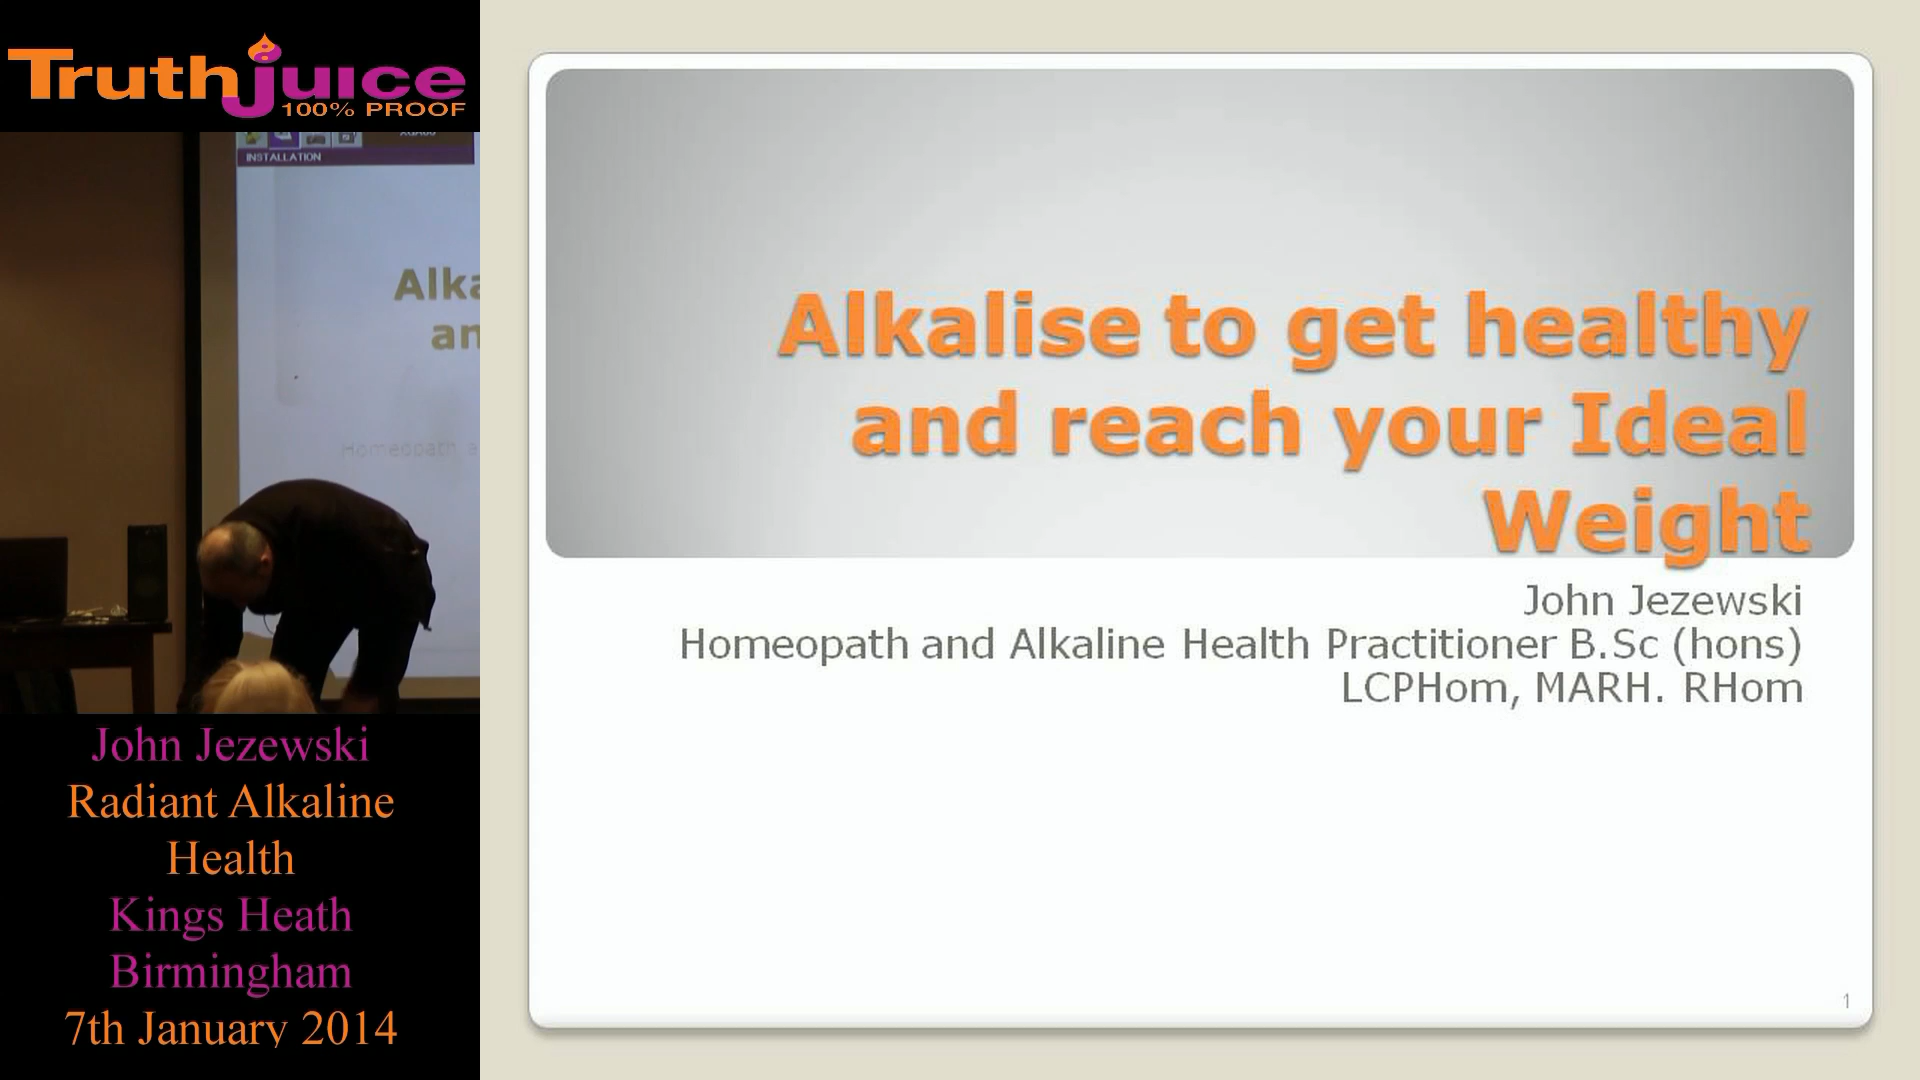 Truthjuice
100% PROOF
INSTALLATION
Alka
an
Homeopath a
John Jezewski
Radiant Alkaline
Health
Kings Heath
Birmingham
7th January 2014
Alkalise to get healthy
and reach your Ideal
Weight
John Jezewski
Homeopath and Alkaline Health Practitioner B.Sc (hons)
LCPHom, MARH. RHom
1